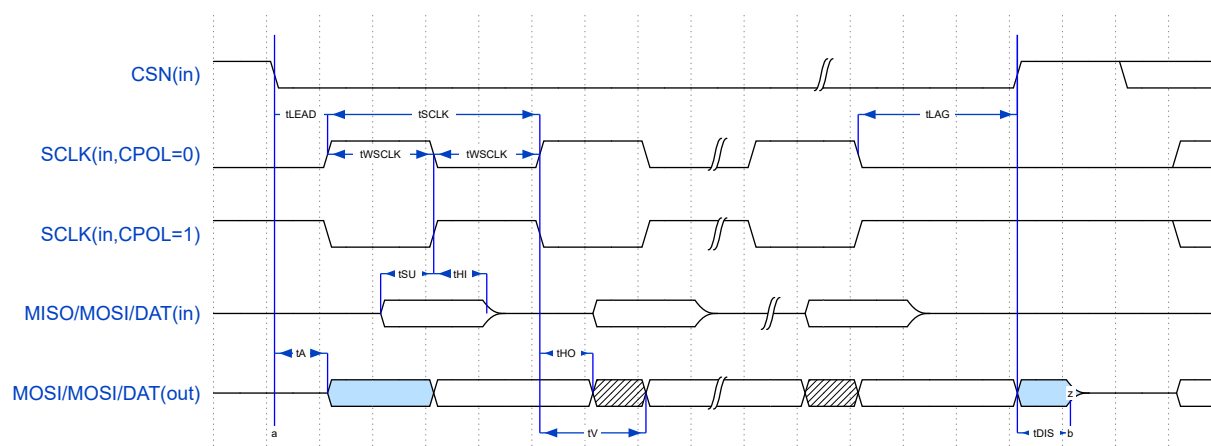 CSN(in)
tLEAD tSCLK tLAG
SCLK(in,CPOL=0) tWSCLK tWSCLK
SCLK(in,CPOL=1)
tSU tHI
MISO/MOSI/DAT(in)
tA tHO
MOSI/MOSI/DAT(out) z
a tV tDIS b